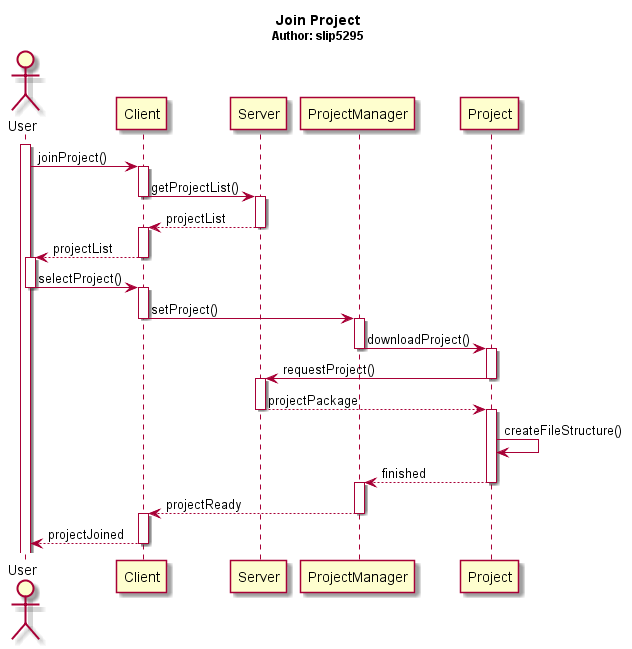 Join Project
Author: slip5295
User
Client
Server
ProjectManager
Project
joinProject()
getProjectList()
projectList
projectList
selectProject()
setProject()
downloadProject()
requestProject()
projectPackage
createFileStructure()
finished
projectReady
projectJoined
User
Client
Server
ProjectManager
Project